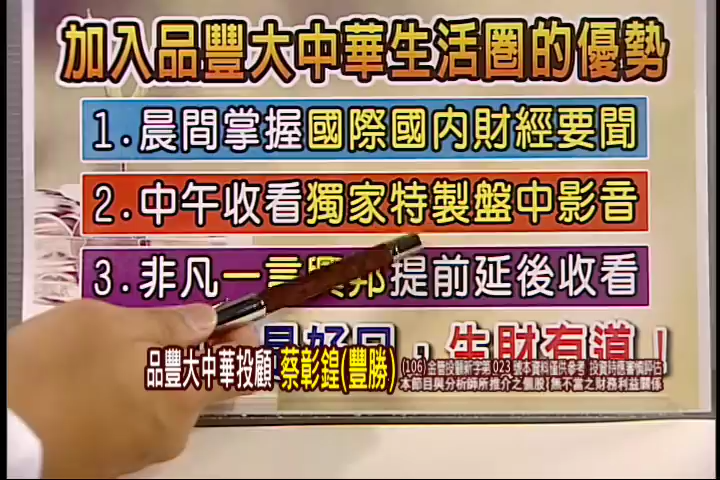 加入品豐大中華生活圈的優勢
1.晨間掌握國際國內財經要聞
2.中午收看獨家特製盤中影音
3.非凡一言興邦提前延後收看
最好回,生財有道!
品豐大中華投顧 蔡彰鍠(豐勝)
(106)金管投顧新字第023號本資料僅供參考 投資時應審慎評估
本節目與分析師所推介之個股 無不當之財務利益關係